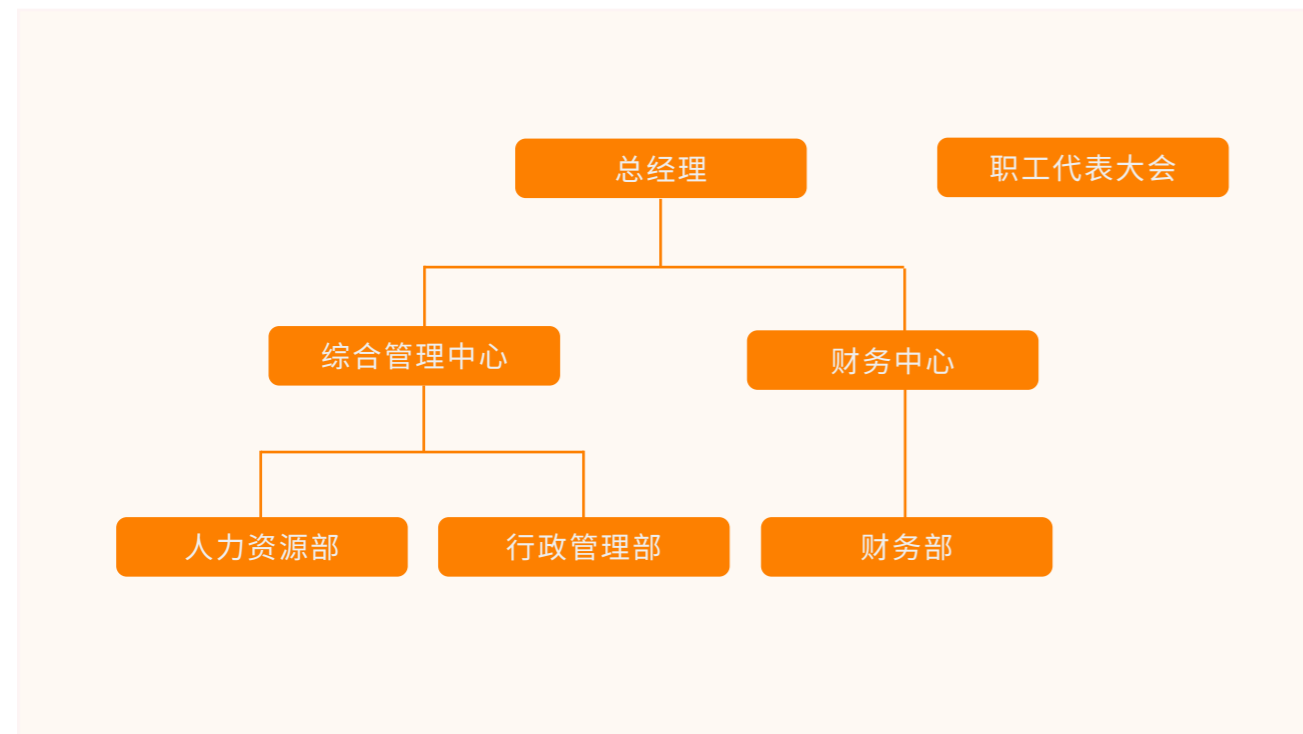 总经理
职工代表大会
综合管理中心
财务中心
人力资源部
行政管理部
财务部